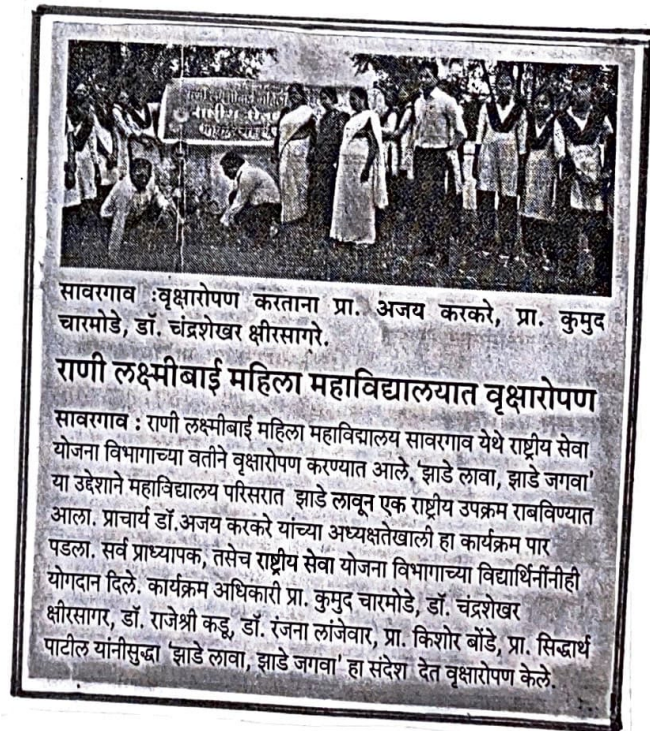 राष्ट्रीय सेवा
सावरगाव :वृक्षारोपण करताना प्रा. अजय करकरे, प्रा. कुमुद
चारमोडे, डॉ. चंद्रशेखर क्षीरसागरे.
राणी लक्ष्मीबाई महिला महाविद्यालयात वृक्षारोपण
सावरगाव : राणी लक्ष्मीबाई महिला महाविद्यालय सावरगाव येथे राष्ट्रीय सेवा
योजना विभागाच्या वतीने वृक्षारोपण करण्यात आले. 'झाडे लावा, झाडे जगवा'
या उद्देशाने महाविद्यालय परिसरात झाडे लावून एक राष्ट्रीय उपक्रम राबविण्यात
आला. प्राचार्य डॉ.अजय करकरे यांच्या अध्यक्षतेखाली हा कार्यक्रम पार
पडला. सर्व प्राध्यापक, तसेच राष्ट्रीय सेवा योजना विभागाच्या विद्यार्थिनींनीही
योगदान दिले. कार्यक्रम अधिकारी प्रा. कुमुद चारमोडे, डॉ. चंद्रशेखर
क्षीरसागर, डॉ. राजेश्री कडू, डॉ. रंजना लांजेवार, प्रा. किशोर बोंडे, प्रा. सिद्धार्थ
पाटील यांनीसुद्धा 'झाडे लावा, झाडे जगवा' हा संदेश देत वृक्षारोपण केले.